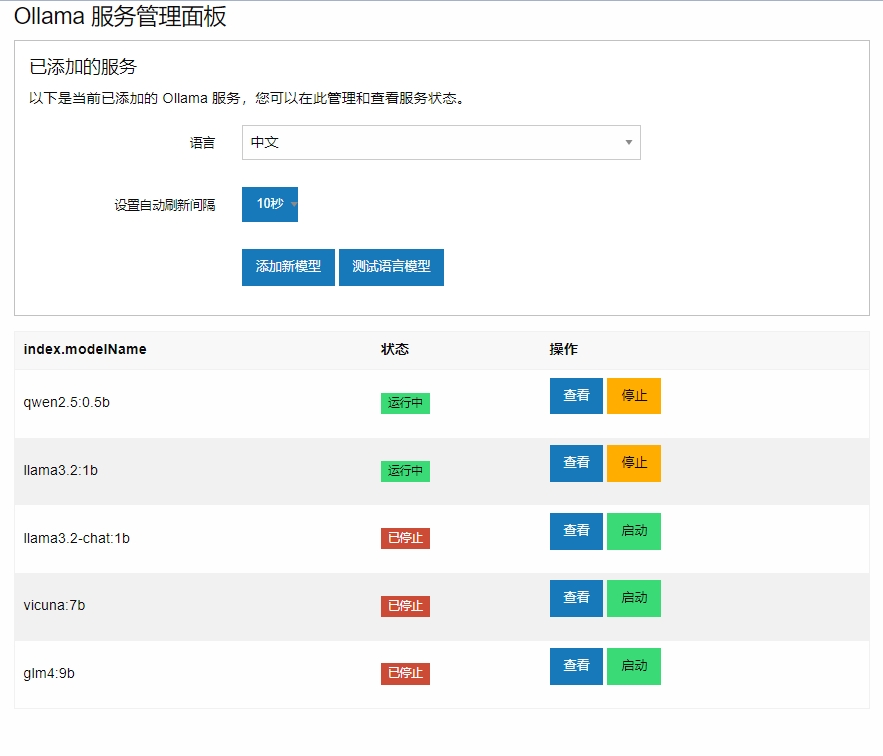 Ollama 服务管理面板
已添加的服务
以下是当前已添加的 Ollama 服务，您可以在此管理和查看服务状态。
语言 中文
设置自动刷新间隔 10秒
添加新模型 测试语言模型
index.modelName 状态 操作
qwen2.5:0.5b 运行中 查看 停止
llama3.2:1b 运行中 查看 停止
llama3.2-chat:1b 已停止 查看 启动
vicuna:7b 已停止 查看 启动
glm4:9b 已停止 查看 启动